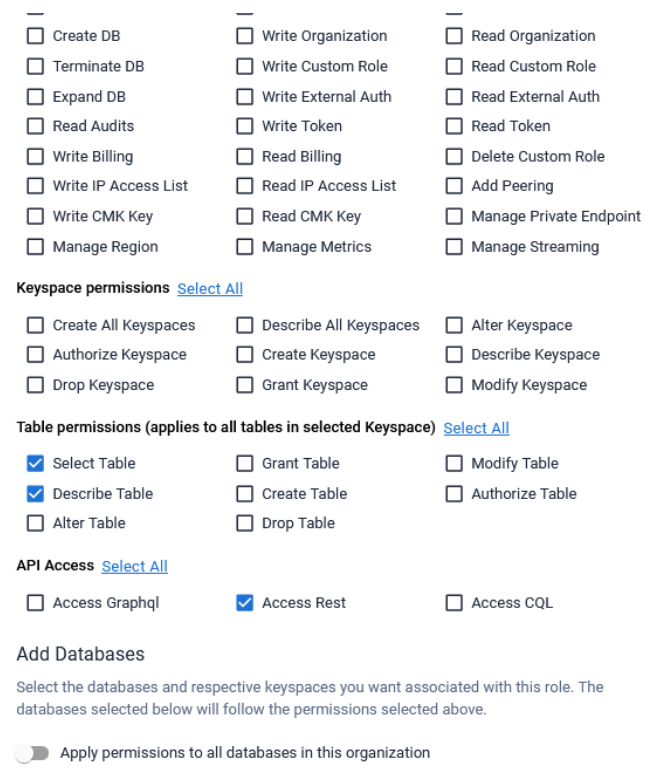 Create DB Write Organization Read Organization
Terminate DB Write Custom Role Read Custom Role
Expand DB Write External Auth Read External Auth
Read Audits Write Token Read Token
Write Billing Read Billing Delete Custom Role
Write IP Access List Read IP Access List Add Peering
Write CMK Key Read CMK Key Manage Private Endpoint
Manage Region Manage Metrics Manage Streaming
Keyspace permissions Select All
Create All Keyspaces Describe All Keyspaces Alter Keyspace
Authorize Keyspace Create Keyspace Describe Keyspace
Drop Keyspace Grant Keyspace Modify Keyspace
Table permissions (applies to all tables in selected Keyspace) Select All
Select Table Grant Table Modify Table
Describe Table Create Table Authorize Table
Alter Table Drop Table
API Access Select All
Access Graphql Access Rest Access CQL
Add Databases
Select the databases and respective keyspaces you want associated with this role. The
databases selected below will follow the permissions selected above.
Apply permissions to all databases in this organization